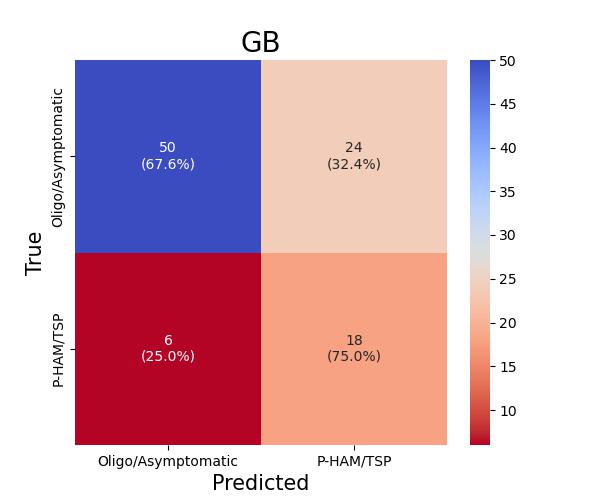 GB
True
Oligo/Asymptomatic
P-HAM/TSP
50
(67.6%)
24
(32.4%)
6
(25.0%)
18
(75.0%)
Oligo/Asymptomatic
P-HAM/TSP
Predicted
50
45
40
35
30
25
20
15
10